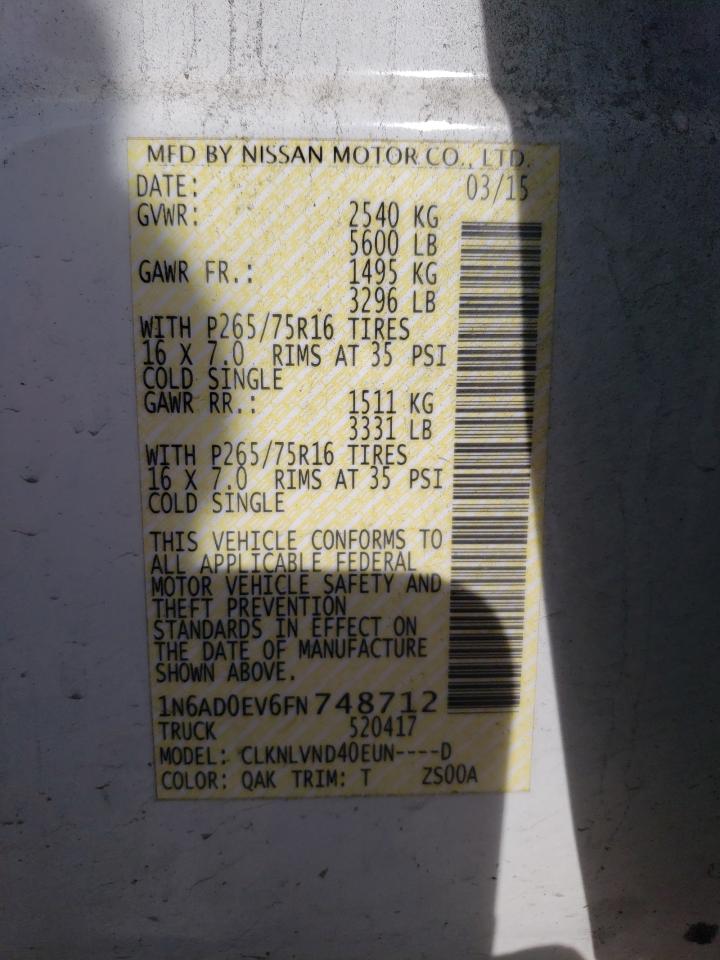 MFD BY NISSAN MOTOR CO., LTD.
DATE: 03/15
GVWR: 2540 KG
5600 LB
GAWR FR.: 1495 KG
3296 LB
WITH P265/75R16 TIRES
16 X 7.0 RIMS AT 35 PSI
COLD SINGLE
GAWR RR.: 1511 KG
3331 LB
WITH P265/75R16 TIRES
16 X 7.0 RIMS AT 35 PSI
COLD SINGLE
THIS VEHICLE CONFORMS TO
ALL APPLICABLE FEDERAL
MOTOR VEHICLE SAFETY AND
THEFT PREVENTION
STANDARDS IN EFFECT ON
THE DATE OF MANUFACTURE
SHOWN ABOVE.
1N6AD0EV6FN748712
TRUCK 520417
MODEL: CLKNLVND40EUN----D
COLOR: QAK TRIM: T ZS00A